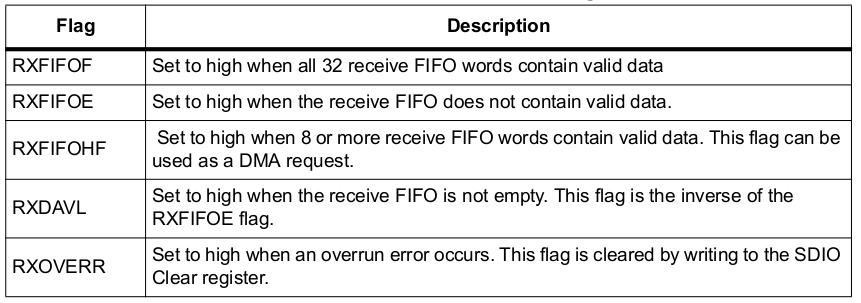 Flag Description
RXFIFOF Set to high when all 32 receive FIFO words contain valid data
RXFIFOE Set to high when the receive FIFO does not contain valid data.
RXFIFOHF Set to high when 8 or more receive FIFO words contain valid data. This flag can be
used as a DMA request.
RXDAVL Set to high when the receive FIFO is not empty. This flag is the inverse of the
RXFIFOE flag.
RXOVERR Set to high when an overrun error occurs. This flag is cleared by writing to the SDIO
Clear register.